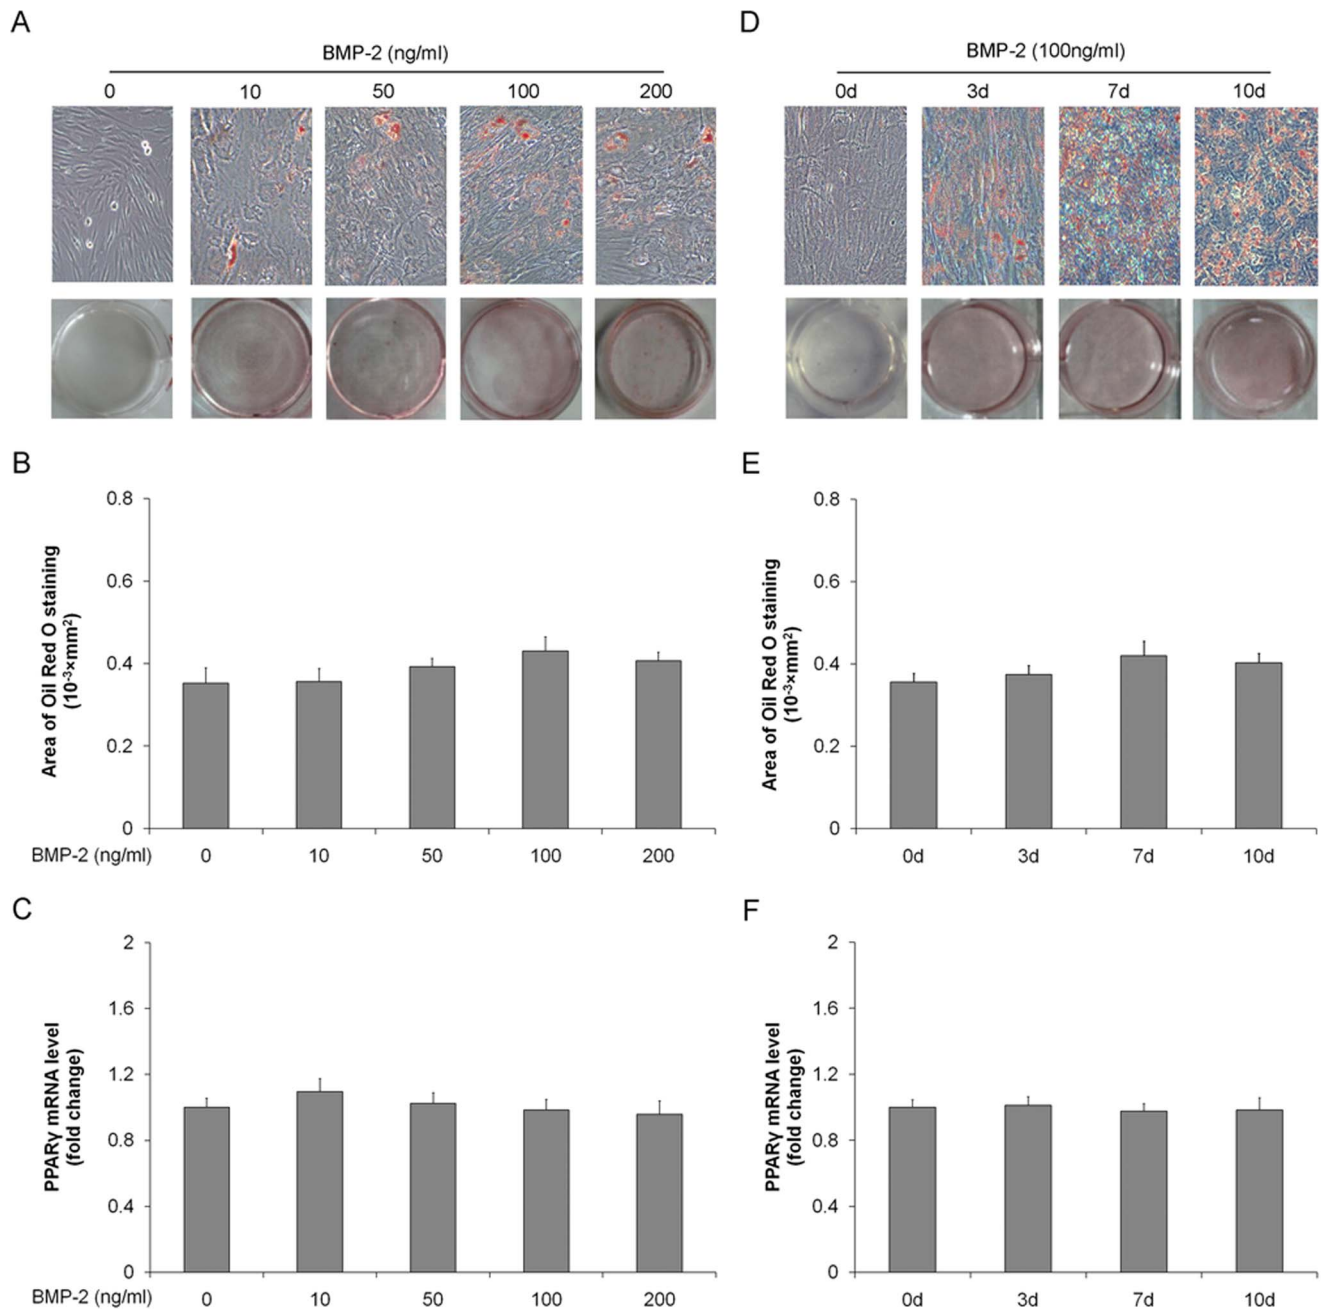 A
BMP-2 (ng/ml)
0 10 50 100 200
D
BMP-2 (100ng/ml)
0d 3d 7d 10d
B
Area of Oil Red O staining
(10⁻³×mm²)
0.8
0.6
0.4
0.2
0
BMP-2 (ng/ml) 0 10 50 100 200
E
Area of Oil Red O staining
(10⁻³×mm²)
0.8
0.6
0.4
0.2
0
0d 3d 7d 10d
C
PPARγ mRNA level
(fold change)
2
1.6
1.2
0.8
0.4
0
BMP-2 (ng/ml) 0 10 50 100 200
F
PPARγ mRNA level
(fold change)
2
1.6
1.2
0.8
0.4
0
0d 3d 7d 10d